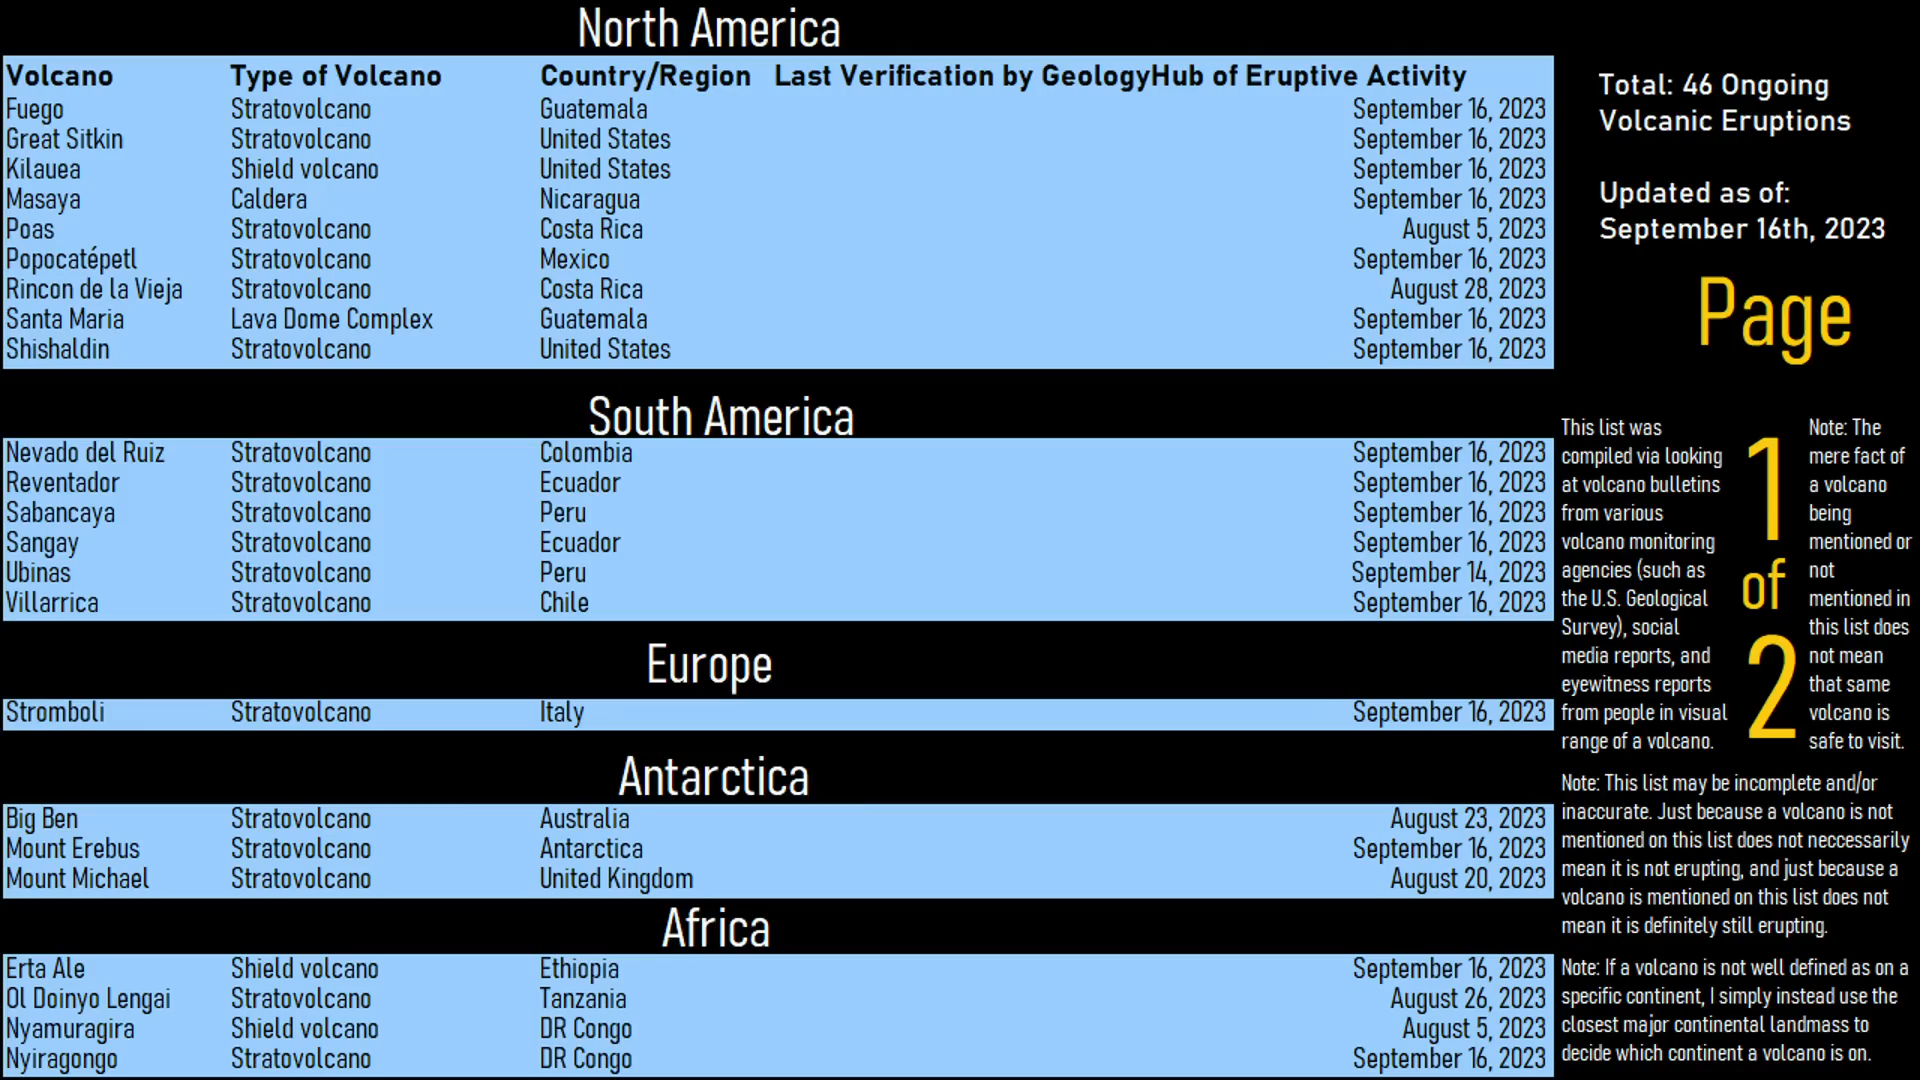 North America
Volcano Type of Volcano Country/Region Last Verification by GeologyHub of Eruptive Activity
Fuego Stratovolcano Guatemala September 16, 2023
Great Sitkin Stratovolcano United States September 16, 2023
Kilauea Shield volcano United States September 16, 2023
Masaya Caldera Nicaragua September 16, 2023
Poas Stratovolcano Costa Rica August 5, 2023
Popocatépetl Stratovolcano Mexico September 16, 2023
Rincon de la Vieja Stratovolcano Costa Rica August 28, 2023
Santa Maria Lava Dome Complex Guatemala September 16, 2023
Shishaldin Stratovolcano United States September 16, 2023
South America
Nevado del Ruiz Stratovolcano Colombia September 16, 2023
Reventador Stratovolcano Ecuador September 16, 2023
Sabancaya Stratovolcano Peru September 16, 2023
Sangay Stratovolcano Ecuador September 16, 2023
Ubinas Stratovolcano Peru September 14, 2023
Villarrica Stratovolcano Chile September 16, 2023
Europe
Stromboli Stratovolcano Italy September 16, 2023
Antarctica
Big Ben Stratovolcano Australia August 23, 2023
Mount Erebus Stratovolcano Antarctica September 16, 2023
Mount Michael Stratovolcano United Kingdom August 20, 2023
Africa
Erta Ale Shield volcano Ethiopia September 16, 2023
Ol Doinyo Lengai Stratovolcano Tanzania August 26, 2023
Nyamuragira Shield volcano DR Congo August 5, 2023
Nyiragongo Stratovolcano DR Congo September 16, 2023
Total: 46 Ongoing
Volcanic Eruptions
Updated as of:
September 16th, 2023
Page
1
of
2
This list was
compiled via looking
at volcano bulletins
from various
volcano monitoring
agencies (such as
the U.S. Geological
Survey), social
media reports, and
eyewitness reports
from people in visual
range of a volcano.
Note: The
mere fact of
a volcano
being
mentioned or
not
mentioned in
this list does
not mean
that same
volcano is
safe to visit.
Note: This list may be incomplete and/or
inaccurate. Just because a volcano is not
mentioned on this list does not neccessarily
mean it is not erupting, and just because a
volcano is mentioned on this list does not
mean it is definitely still erupting.
Note: If a volcano is not well defined as on a
specific continent, I simply instead use the
closest major continental landmass to
decide which continent a volcano is on.